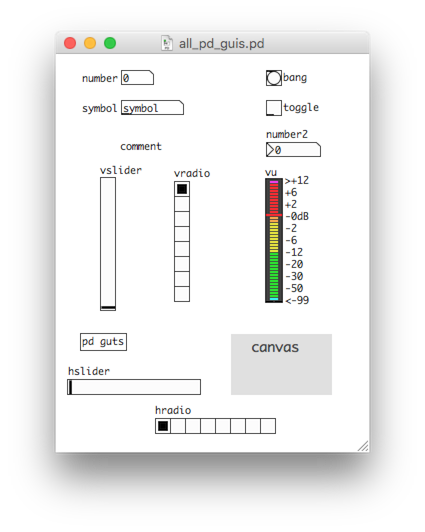 all_pd_guis.pd
number 0
bang
symbol symbol
toggle
number2
0
comment
vslider
vradio
vu
>+12
+6
+2
-0dB
-2
-6
-12
-20
-30
-50
<-99
pd guts
canvas
hslider
hradio